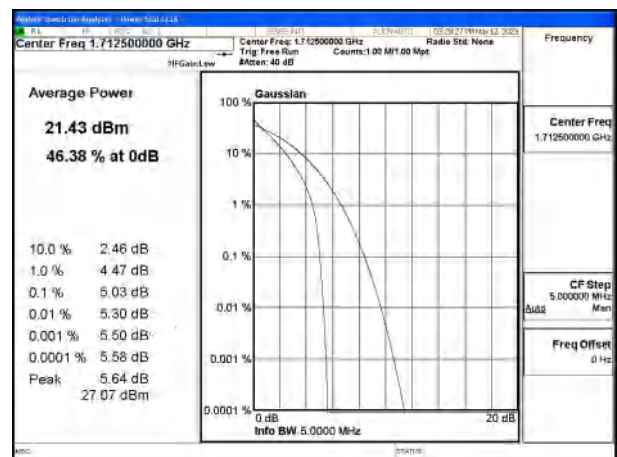 Center Freq 1.712500000 GHz
Center Freq: 1.712500000 GHz
Radio Std: None
Trig: Free Run
Counts:1.00 M/1.00 Mpt
#IFGain:Low
#Atten: 40 dB
Frequency
Average Power
21.43 dBm
46.38 % at 0dB
10.0 % 2.46 dB
1.0 % 4.47 dB
0.1 % 5.03 dB
0.01 % 5.30 dB
0.001 % 5.50 dB
0.0001 % 5.58 dB
Peak 5.64 dB
27.07 dBm
Gaussian
100 %
10 %
1 %
0.1 %
0.01 %
0.001 %
0.0001 %
0 dB
20 dB
Info BW 5.0000 MHz
Center Freq
1.712500000 GHz
CF Step
5.000000 MHz
Auto Man
Freq Offset
0 Hz
MSG
STATUS